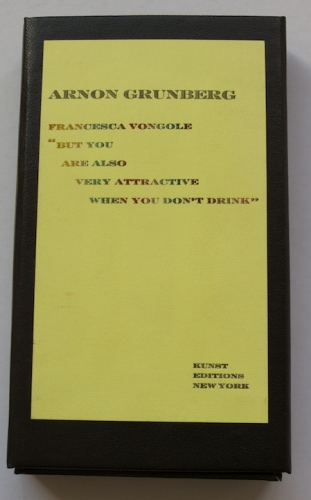 ARNON GRUNBERG
FRANCESCA VONGOLE
"BUT YOU
ARE ALSO
VERY ATTRACTIVE
WHEN YOU DON'T DRINK"
KUNST
EDITIONS
NEW YORK